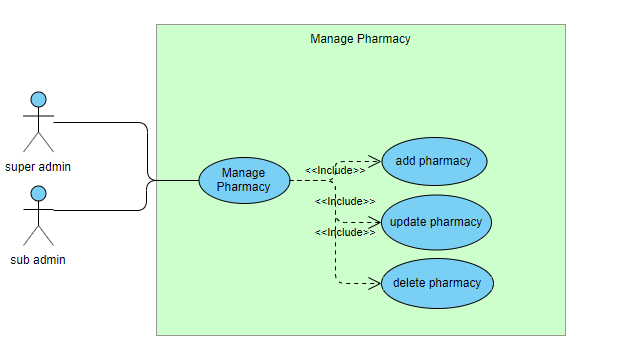 Manage Pharmacy
super admin
sub admin
Manage
Pharmacy
<<Include>>
add pharmacy
<<Include>>
update pharmacy
<<Include>>
delete pharmacy